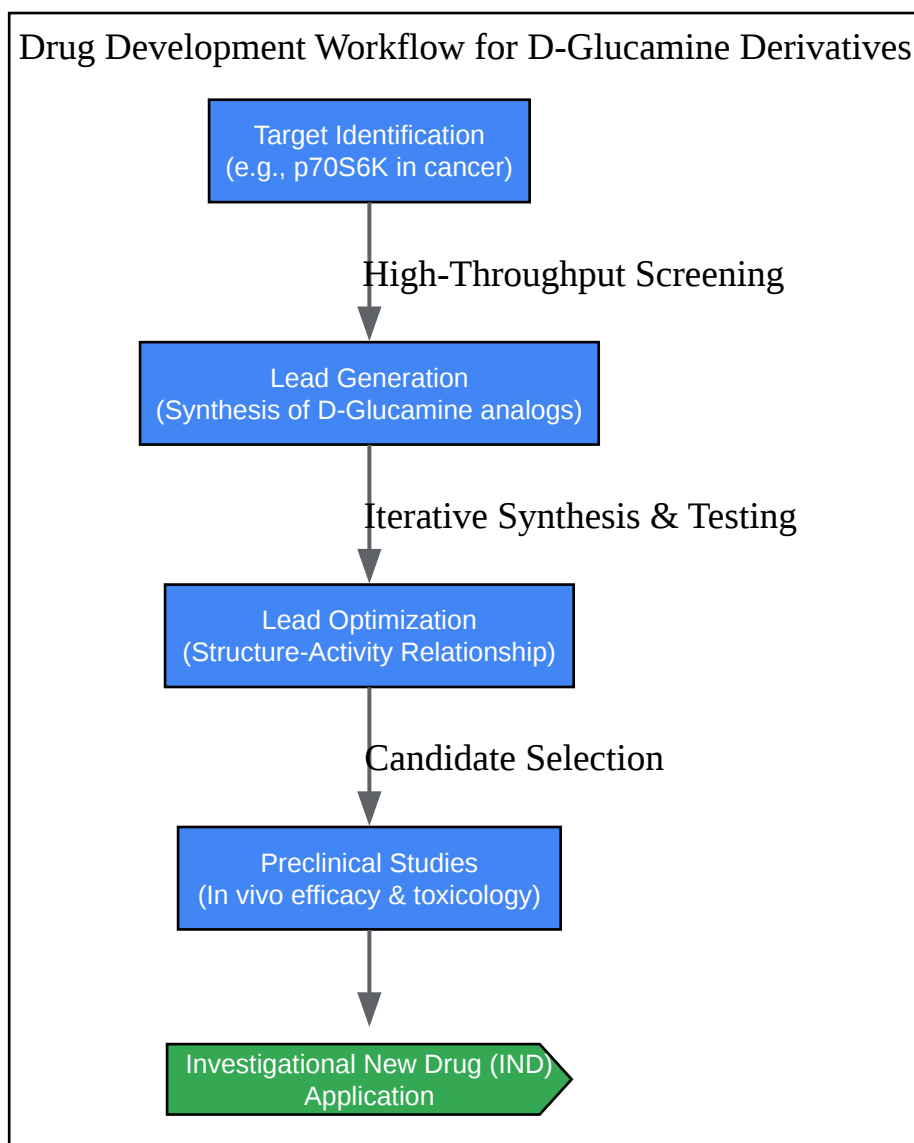 Drug Development Workflow for D-Glucamine Derivatives
Target Identification
(e.g., p70S6K in cancer)
High-Throughput Screening
Lead Generation
(Synthesis of D-Glucamine analogs)
Iterative Synthesis & Testing
Lead Optimization
(Structure-Activity Relationship)
Candidate Selection
Preclinical Studies
(In vivo efficacy & toxicology)
Investigational New Drug (IND)
Application